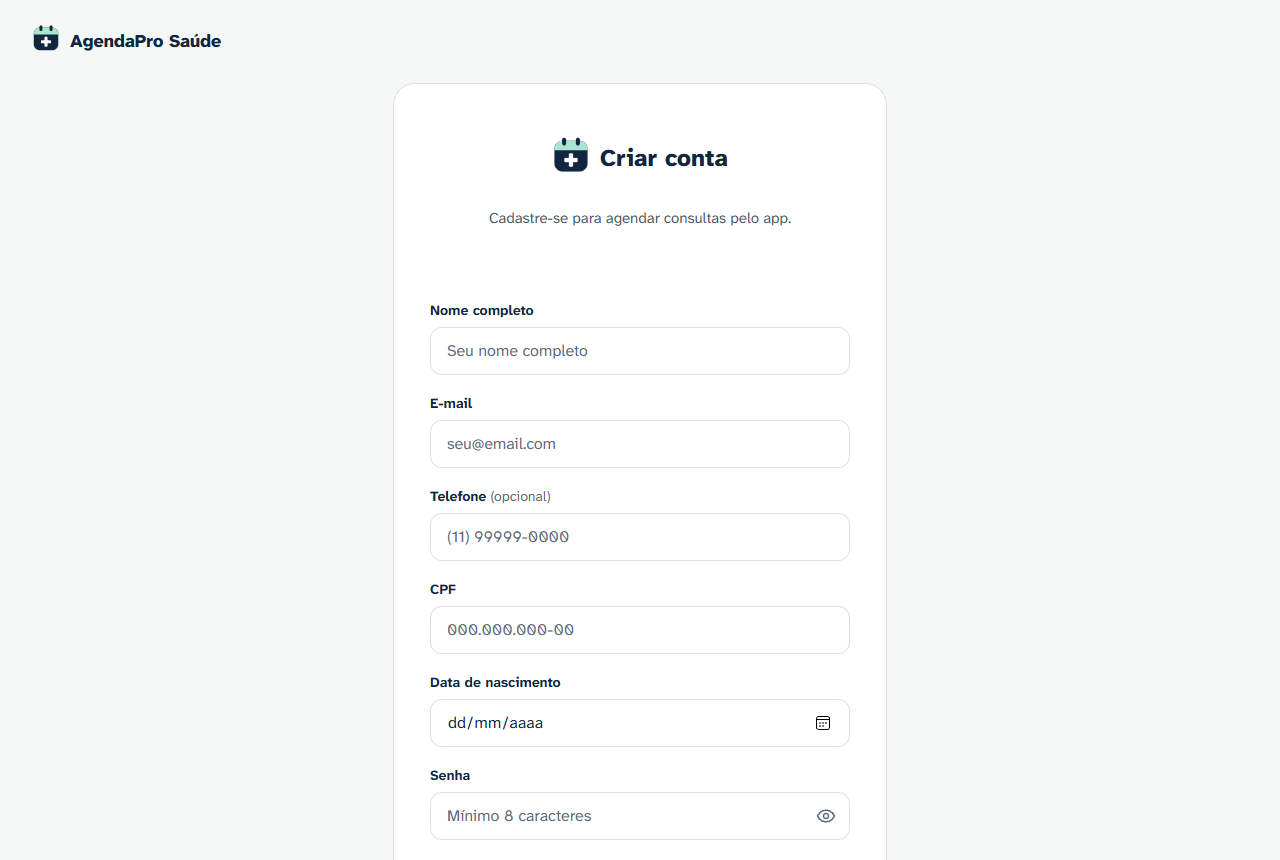 AgendaPro Saúde
Criar conta
Cadastre-se para agendar consultas pelo app.
Nome completo
Seu nome completo
E-mail
seu@email.com
Telefone (opcional)
(11) 99999-0000
CPF
000.000.000-00
Data de nascimento
dd/mm/aaaa
Senha
Mínimo 8 caracteres